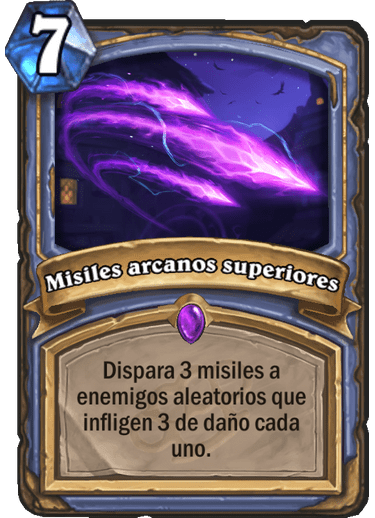 7
Misiles arcanos superiores
Dispara 3 misiles a
enemigos aleatorios que
infligen 3 de daño cada
uno.